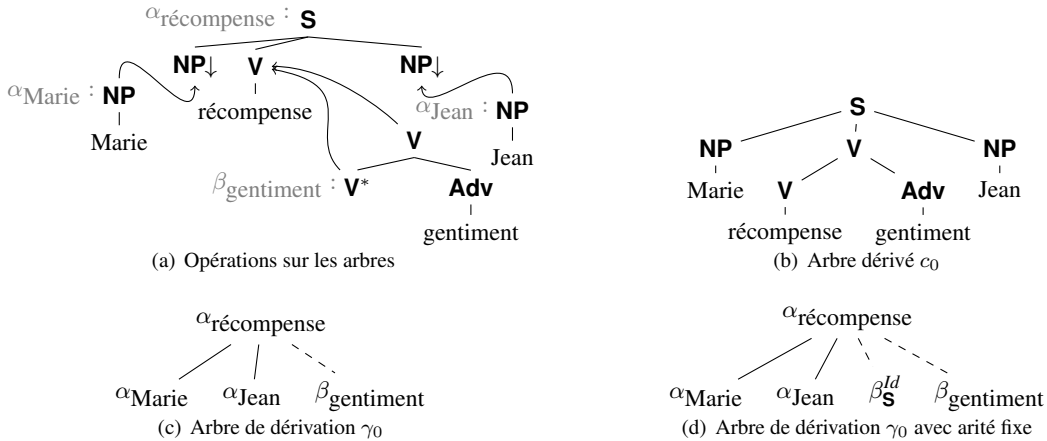 αrécompense : S
NP↓ V NP↓
αMarie : NP récompense αJean : NP
Marie V Jean
βgentiment : V* Adv
gentiment
(a) Opérations sur les arbres
S
NP V NP
Marie V Adv Jean
récompense gentiment
(b) Arbre dérivé c₀
αrécompense
αMarie αJean βgentiment
(c) Arbre de dérivation γ₀
αrécompense
αMarie αJean β^Id_S βgentiment
(d) Arbre de dérivation γ₀ avec arité fixe